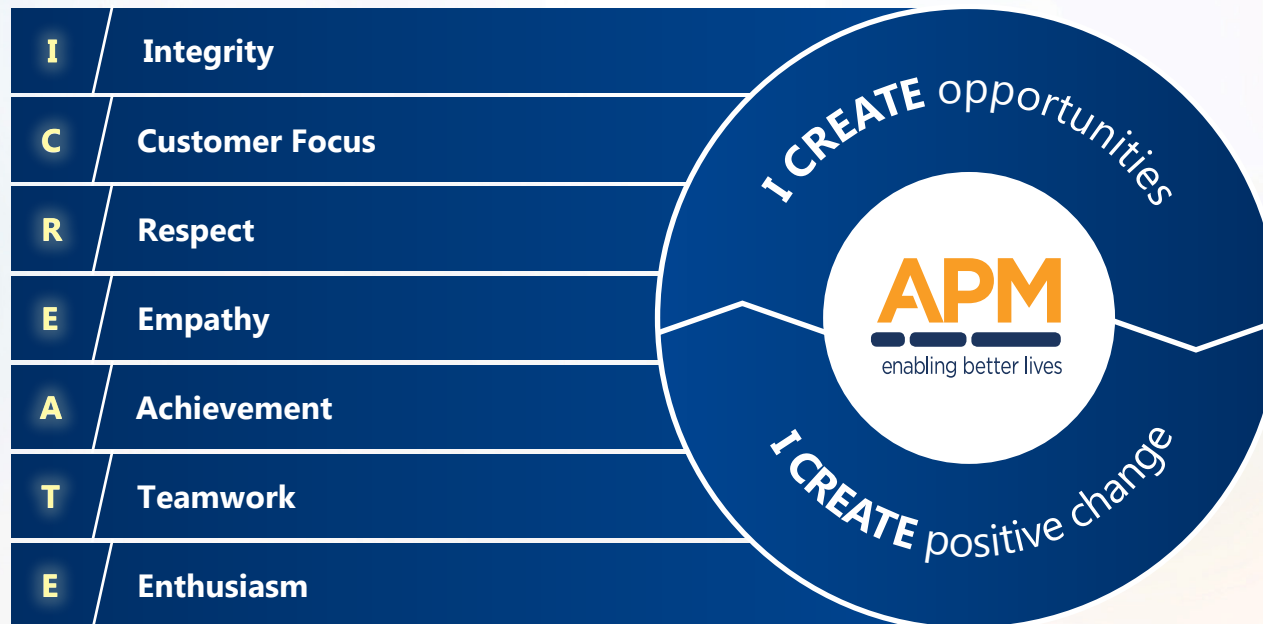 I Integrity
C Customer Focus
R Respect
E Empathy
A Achievement
T Teamwork
E Enthusiasm
I CREATE opportunities
APM
enabling better lives
I CREATE positive change